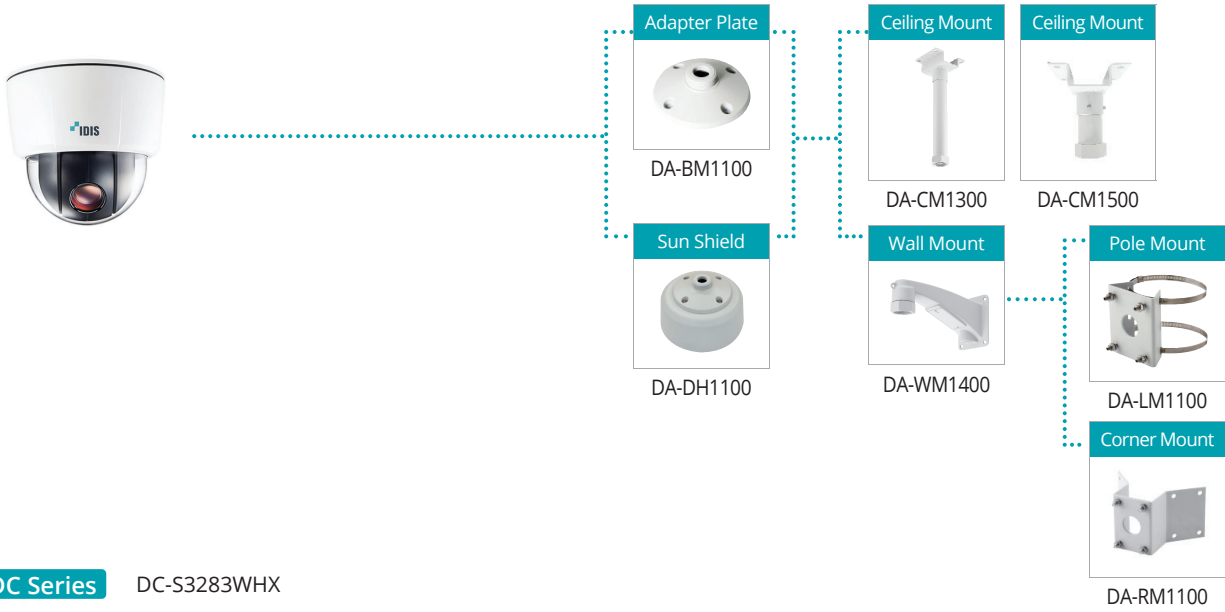 Adapter Plate
Ceiling Mount
Ceiling Mount
IDIS
DA-BM1100
DA-CM1300
DA-CM1500
Sun Shield
Wall Mount
Pole Mount
DA-DH1100
DA-WM1400
DA-LM1100
Corner Mount
DC Series
DC-S3283WHX
DA-RM1100